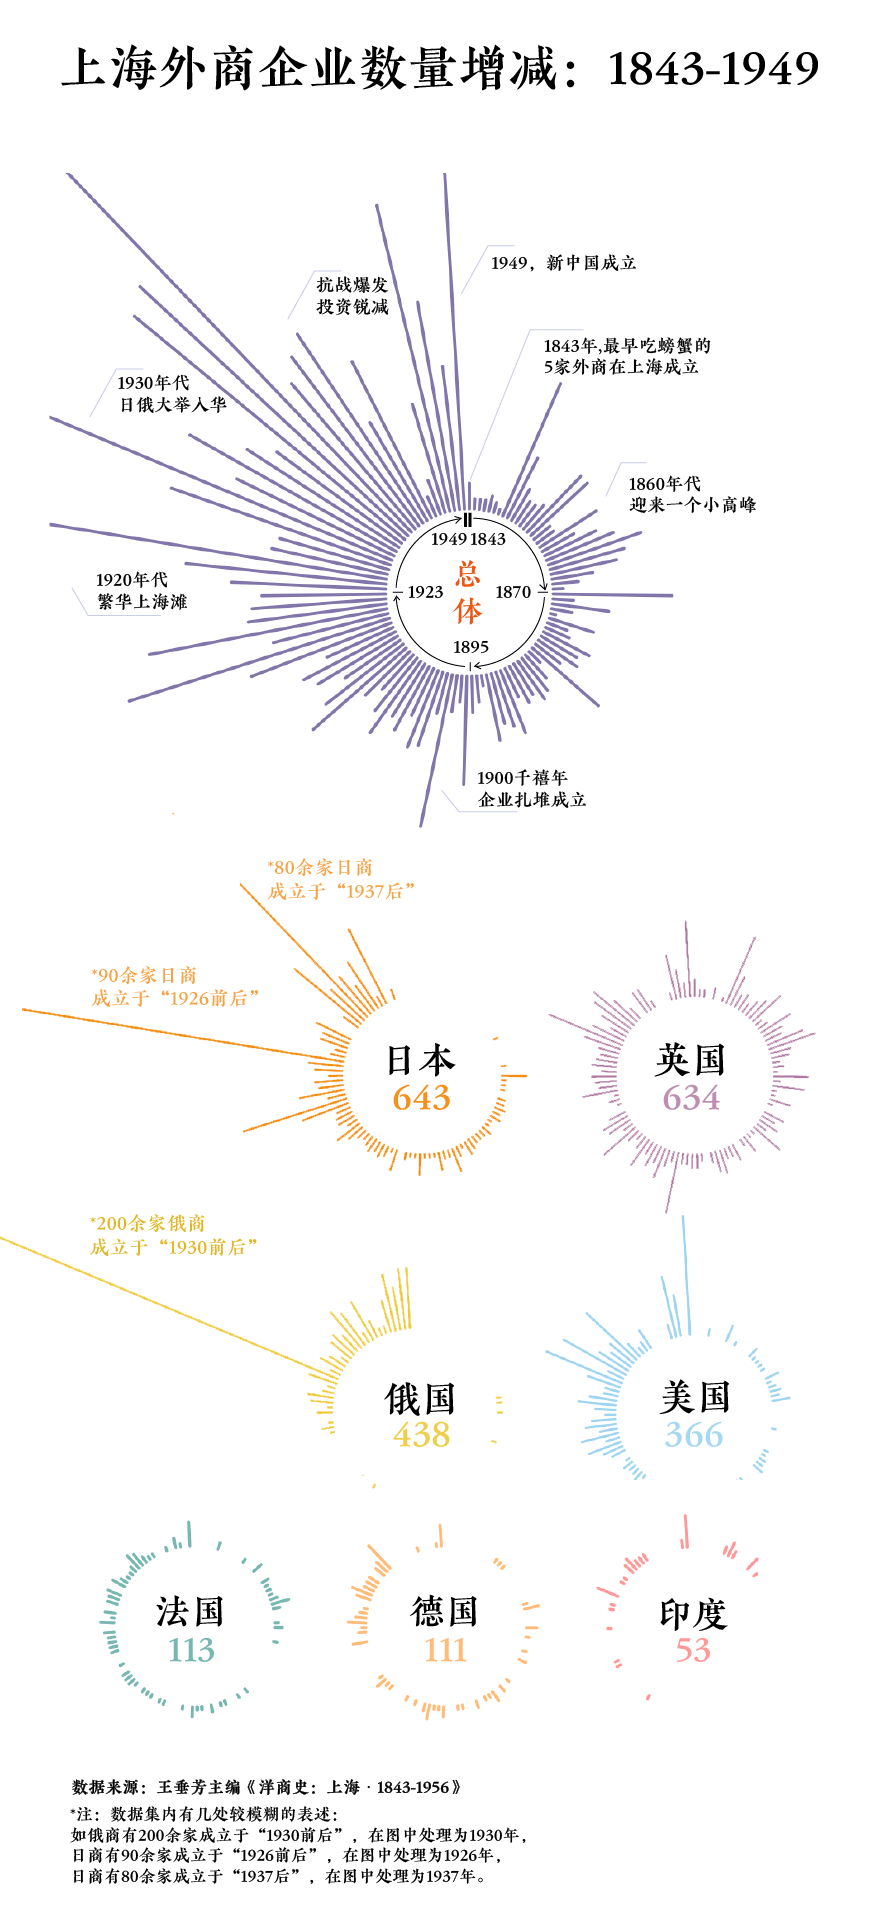 上海外商企业数量增减：1843-1949
1949，新中国成立
抗战爆发
投资锐减
1843年,最早吃螃蟹的
5家外商在上海成立
1930年代
日俄大举入华
1860年代
迎来一个小高峰
1949 1843
总
体
1923
1870
1895
1920年代
繁华上海滩
1900千禧年
企业扎堆成立
*80余家日商
成立于“1937后”
*90余家日商
成立于“1926前后”
日本
643
英国
634
*200余家俄商
成立于“1930前后”
俄国
438
美国
366
法国
113
德国
111
印度
53
数据来源：王垂芳主编《洋商史：上海·1843-1956》
*注：数据集内有几处较模糊的表述：
如俄商有200余家成立于“1930前后”，在图中处理为1930年，
日商有90余家成立于“1926前后”，在图中处理为1926年，
日商有80余家成立于“1937后”，在图中处理为1937年。